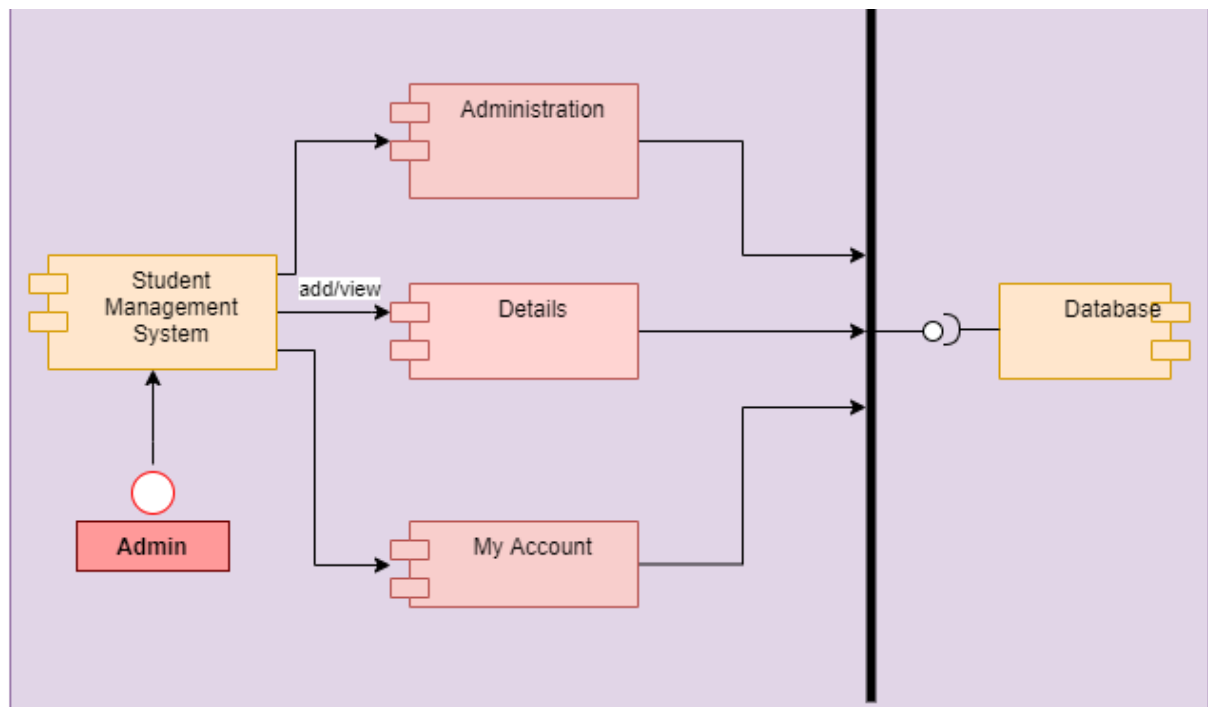 Administration
Student
Management
System
add/view
Details
Database
Admin
My Account